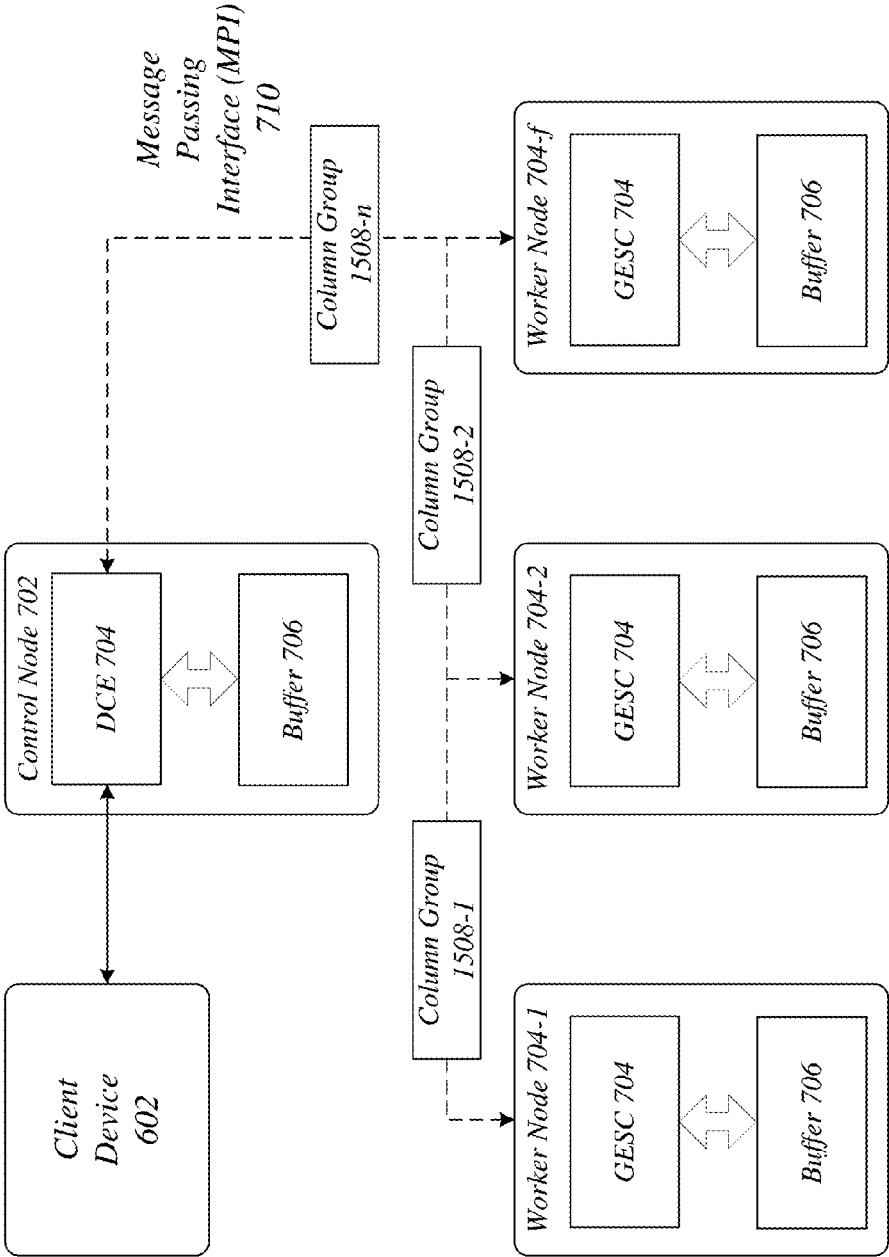 Client
Device
602
Control Node 702
DCE 704
Buffer 706
Message
Passing
Interface (MPI)
710
Column Group
1508-1
Column Group
1508-2
Column Group
1508-n
Worker Node 704-1
GESC 704
Buffer 706
Worker Node 704-2
GESC 704
Buffer 706
Worker Node 704-f
GESC 704
Buffer 706